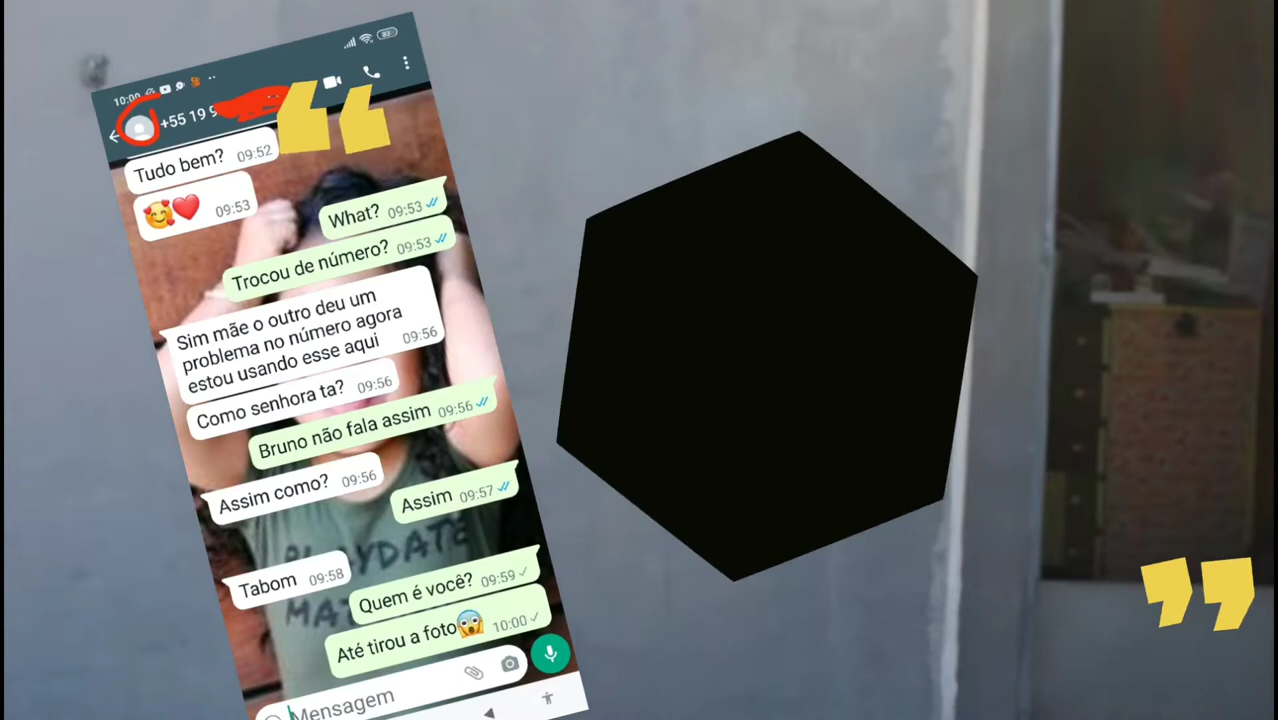 10:00
83
+55 19 9
Tudo bem? 09:52
🥰❤️ 09:53
What? 09:53
Trocou de número? 09:53
Sim mãe o outro deu um
problema no número agora
estou usando esse aqui 09:56
Como senhora ta? 09:56
Bruno não fala assim 09:56
Assim como? 09:56
Assim 09:57
PLAYDATE
Tabom 09:58
Quem é você? 09:59
MAT
Até tirou a foto😱 10:00
Mensagem